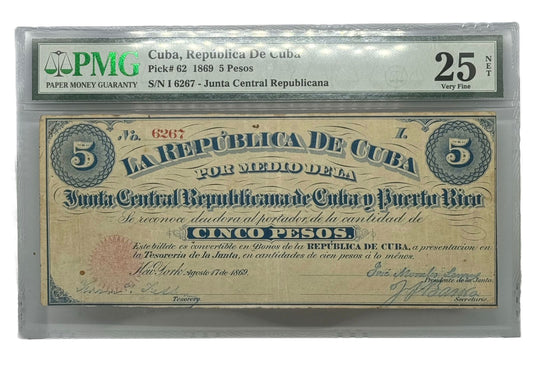 PMG
PAPER MONEY GUARANTY
Cuba, República De Cuba
Pick# 62 1869 5 Pesos
S/N I 6267 - Junta Central Republicana
25
NET
Very Fine
No. 6267 I.
5 5
LA REPÚBLICA DE CUBA
POR MEDIO DE LA
Junta Central Republicana de Cuba y Puerto Rico
Se reconoce deudora al portador, de la cantidad de
CINCO PESOS.
Este billete es convertible en Bonos de la REPÚBLICA DE CUBA, a presentacion en
la Tesoreria de la Junta, en cantidades de cien pesos á lo menos.
New York Agosto 17 de 1869.
Presidente de la Junta.
Tesorero
Secretario.